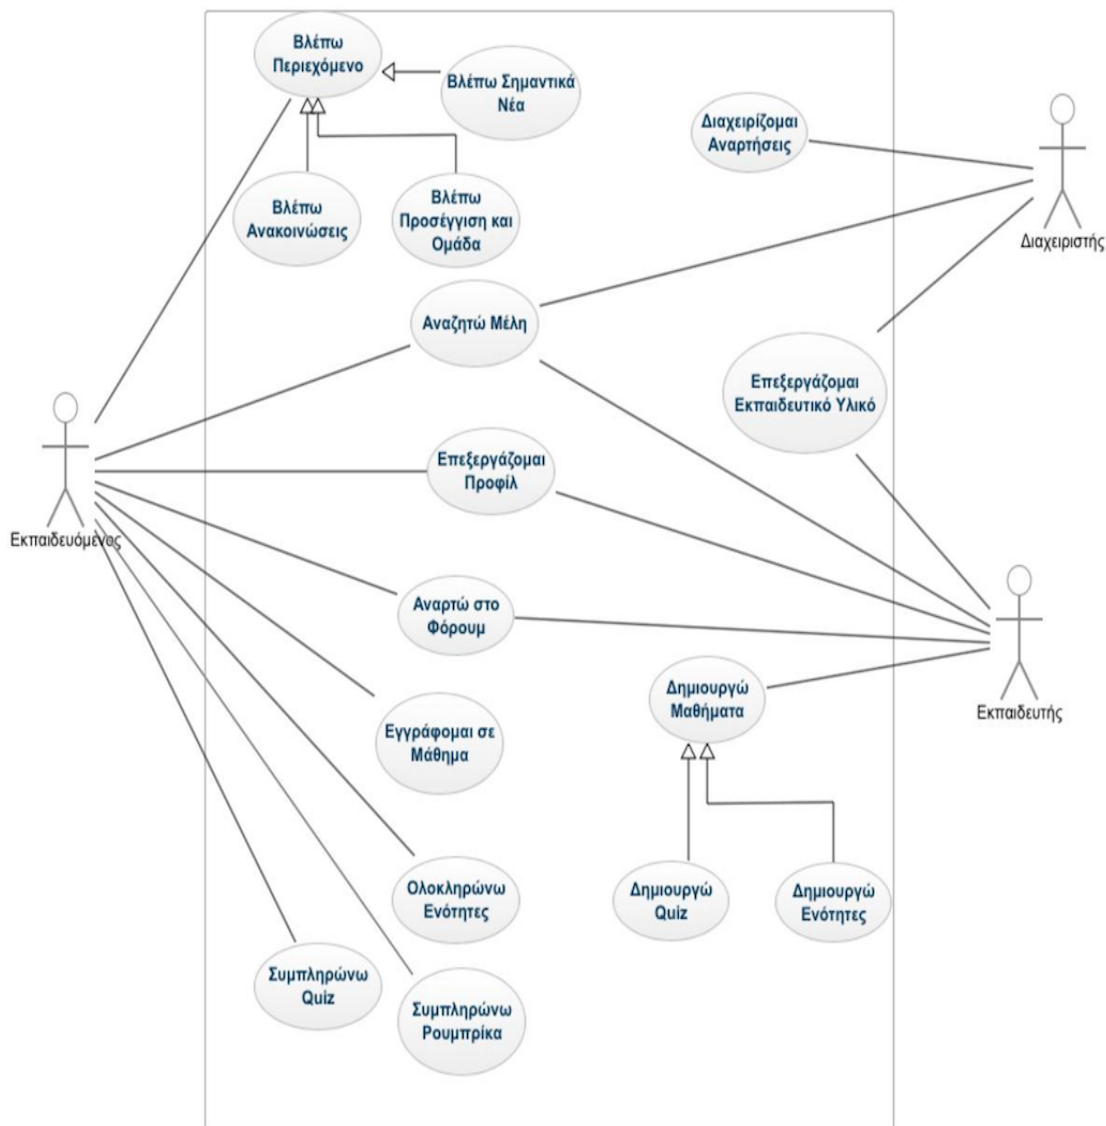 Βλέπω
Περιεχόμενο
Βλέπω Σημαντικά
Νέα
Διαχειρίζομαι
Αναρτήσεις
Βλέπω
Ανακοινώσεις
Βλέπω
Προσέγγιση και
Ομάδα
Διαχειριστής
Αναζητώ Μέλη
Επεξεργάζομαι
Εκπαιδευτικό Υλικό
Επεξεργάζομαι
Προφίλ
Εκπαιδευόμενος
Αναρτώ στο
Φόρουμ
Δημιουργώ
Μαθήματα
Εκπαιδευτής
Εγγράφομαι σε
Μάθημα
Ολοκληρώνω
Ενότητες
Δημιουργώ
Quiz
Δημιουργώ
Ενότητες
Συμπληρώνω
Quiz
Συμπληρώνω
Ρουμπρίκα